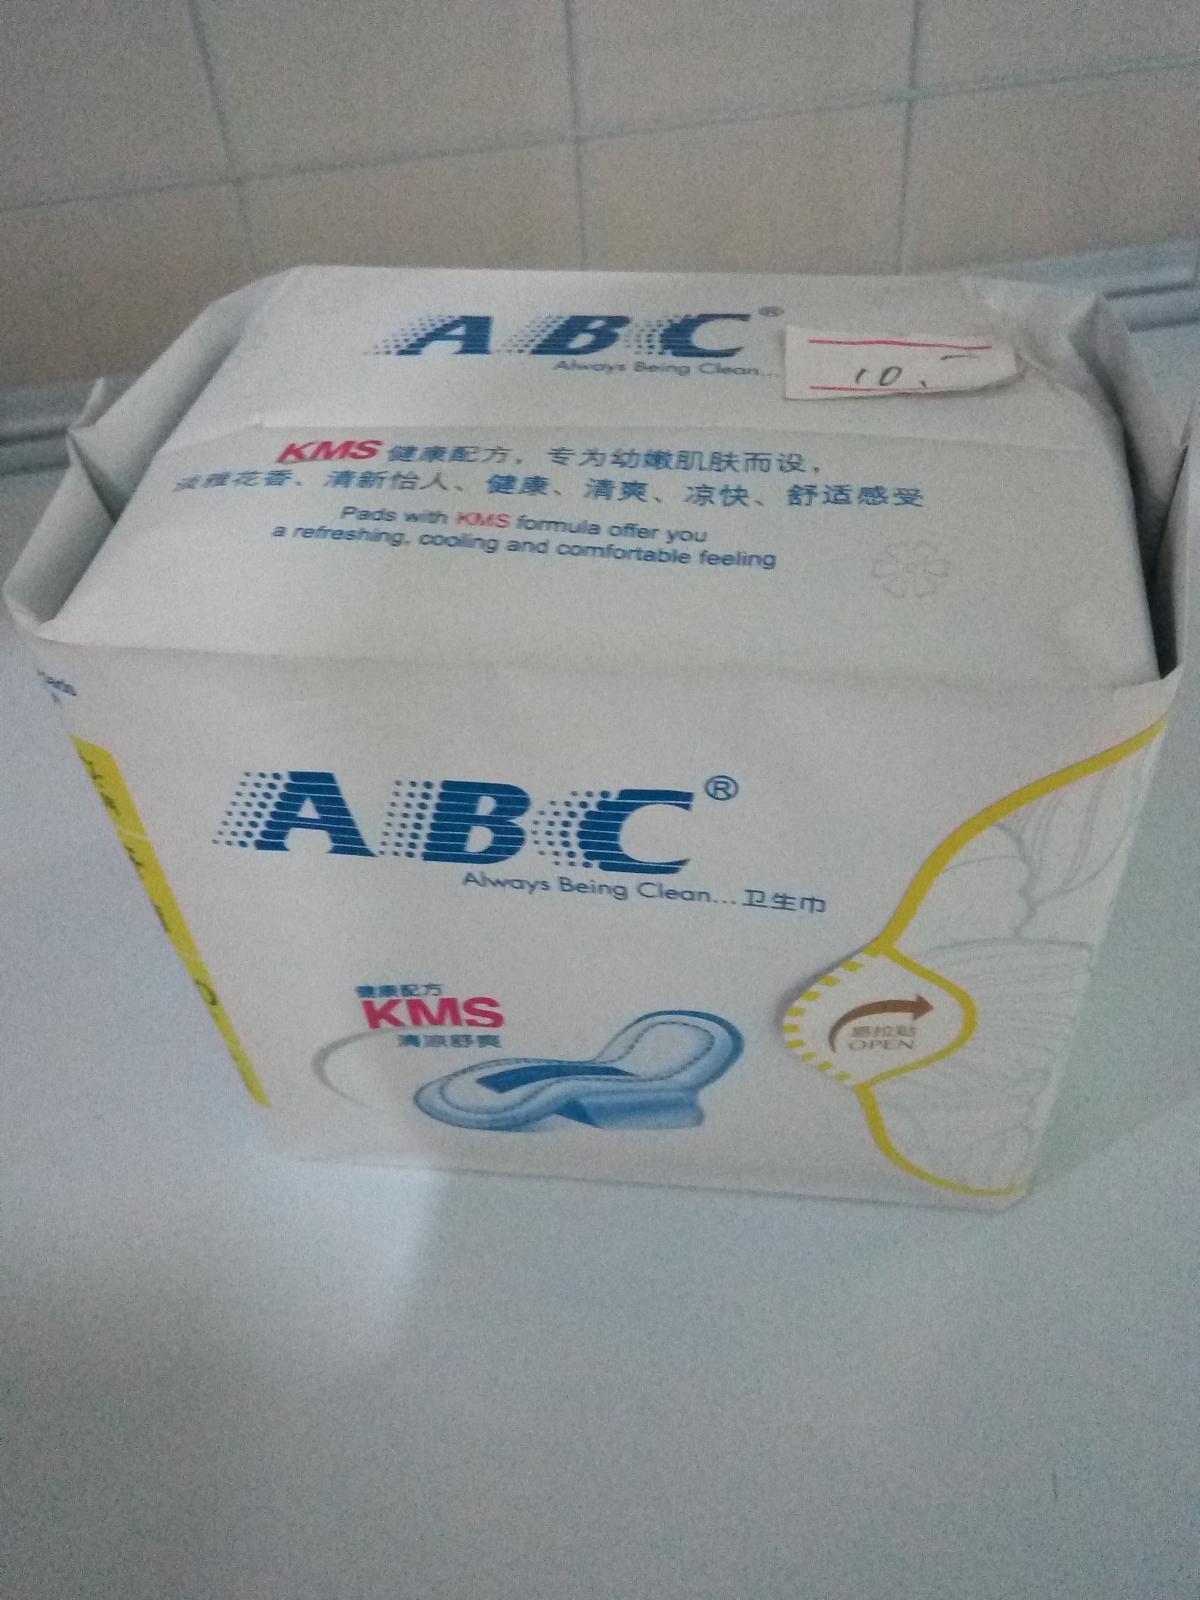 ABC®
Always Being Clean...
10.
KMS 健康配方，专为幼嫩肌肤而设，
淡雅花香、清新怡人、健康、清爽、凉快、舒适感受
Pads with KMS formula offer you
a refreshing, cooling and comfortable feeling
ABC®
Always Being Clean...卫生巾
健康配方
KMS
清凉舒爽
OPEN